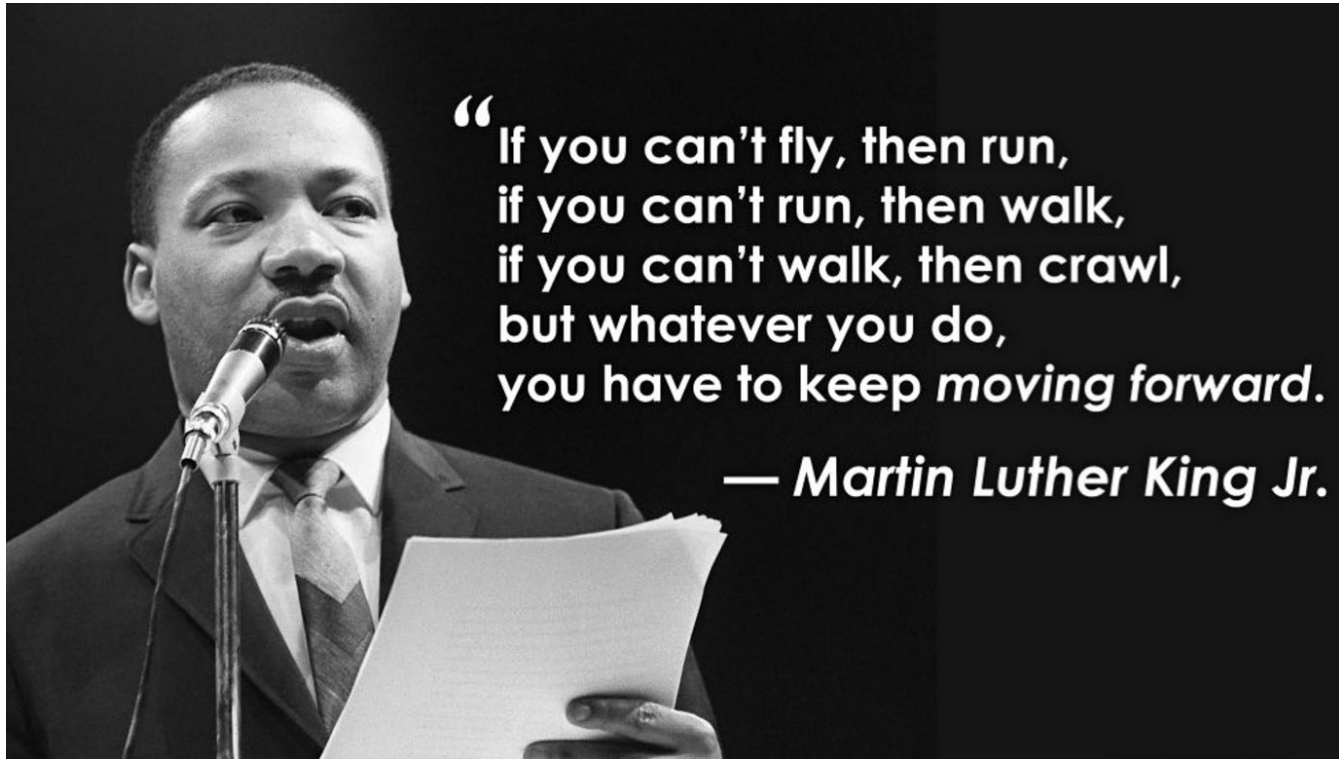 “If you can’t fly, then run,
if you can’t run, then walk,
if you can’t walk, then crawl,
but whatever you do,
you have to keep moving forward.
— Martin Luther King Jr.